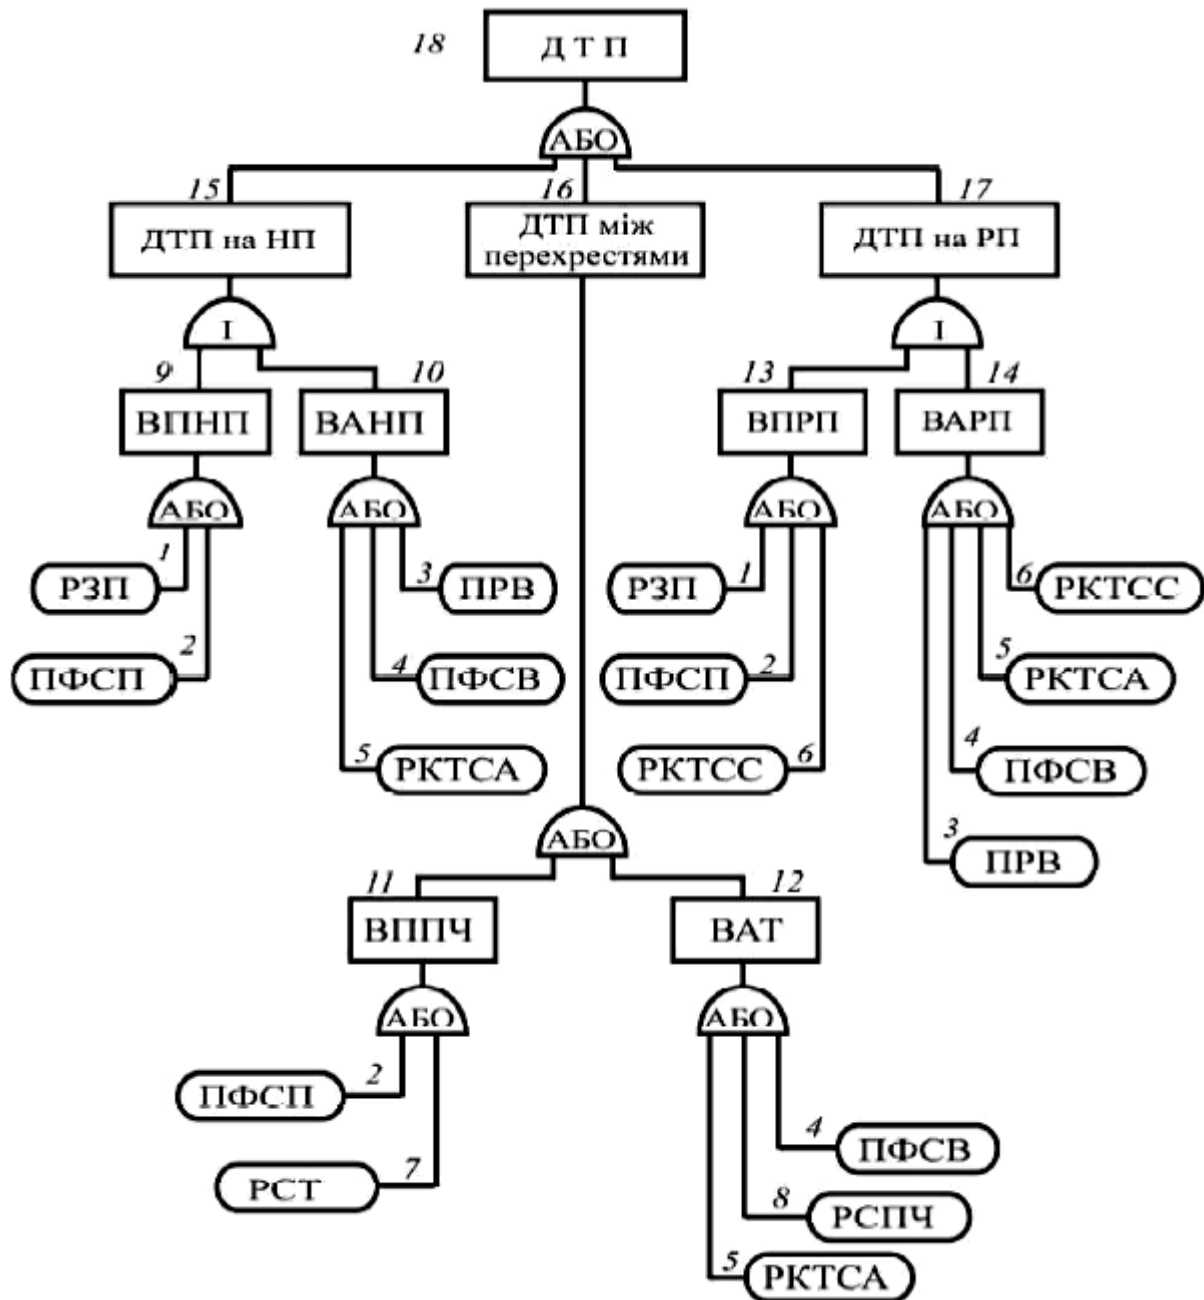 18
Д Т П
АБО
15
16
17
ДТП на НП
ДТП між
перехрестями
ДТП на РП
І
І
9
10
13
14
ВПНП
ВАНП
ВПРП
ВАРП
АБО
АБО
АБО
АБО
1
РЗП
3
ПРВ
РЗП
1
6
РКТСС
2
ПФСП
4
ПФСВ
ПФСП
2
5
РКТСА
5
РКТСА
РКТСС
6
4
ПФСВ
АБО
3
ПРВ
11
12
ВППЧ
ВАТ
АБО
АБО
ПФСП
2
4
ПФСВ
РСТ
7
8
РСПЧ
5
РКТСА